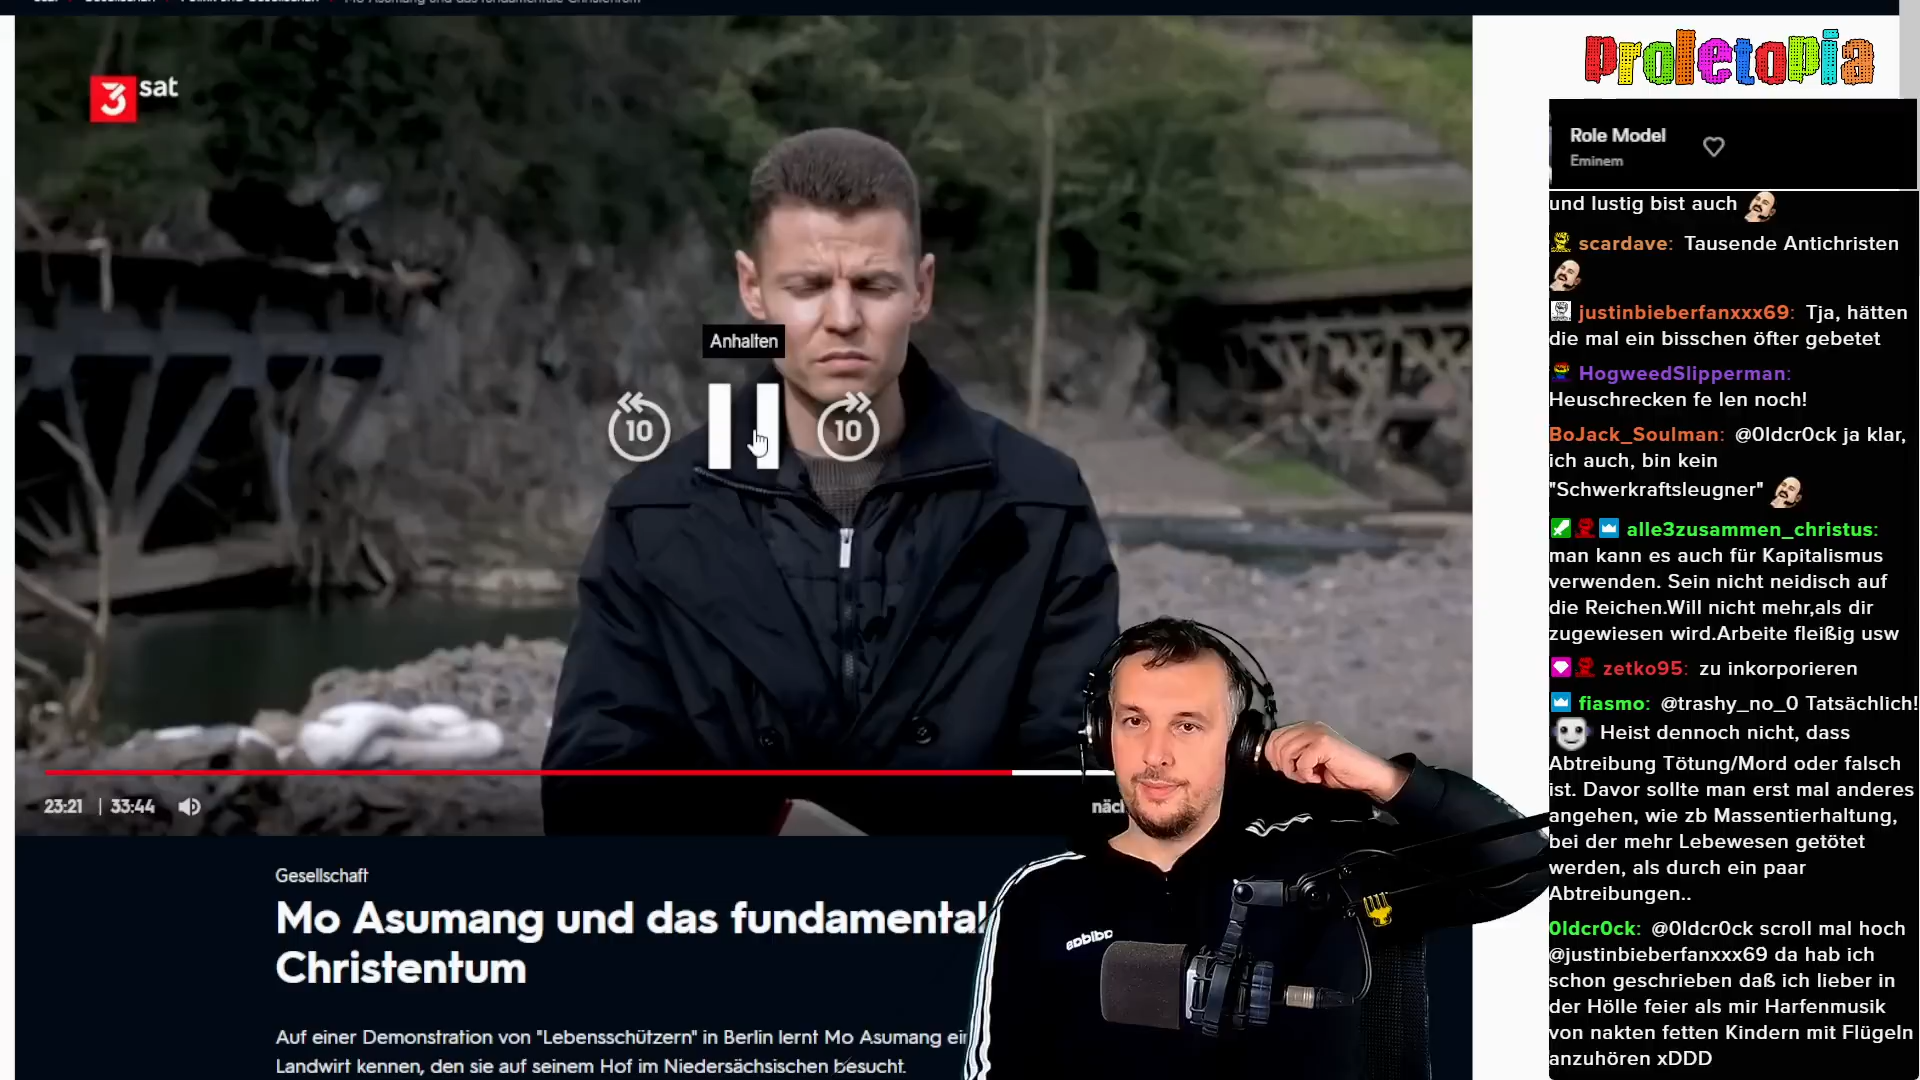 Mo Asumang und das fundamentale Christentum
3sat
Anhalten
10
10
23:21 | 33:44
näc
Gesellschaft
Mo Asumang und das fundamental
Christentum
Auf einer Demonstration von "Lebensschützern" in Berlin lernt Mo Asumang ein
Landwirt kennen, den sie auf seinem Hof im Niedersächsischen besucht.
adidas
Proletopia
Role Model
Eminem
und lustig bist auch
scardave: Tausende Antichristen
justinbieberfanxxx69: Tja, hätten
die mal ein bisschen öfter gebetet
HogweedSlipperman:
Heuschrecken fe len noch!
BoJack_Soulman: @0ldcr0ck ja klar,
ich auch, bin kein
"Schwerkraftsleugner"
alle3zusammen_christus:
man kann es auch für Kapitalismus
verwenden. Sein nicht neidisch auf
die Reichen.Will nicht mehr,als dir
zugewiesen wird.Arbeite fleißig usw
zetko95: zu inkorporieren
fiasmo: @trashy_no_0 Tatsächlich!
Heist dennoch nicht, dass
Abtreibung Tötung/Mord oder falsch
ist. Davor sollte man erst mal anderes
angehen, wie zb Massentierhaltung,
bei der mehr Lebewesen getötet
werden, als durch ein paar
Abtreibungen..
0ldcr0ck: @0ldcr0ck scroll mal hoch
@justinbieberfanxxx69 da hab ich
schon geschrieben daß ich lieber in
der Hölle feier als mir Harfenmusik
von nakten fetten Kindern mit Flügeln
anzuhören xDDD